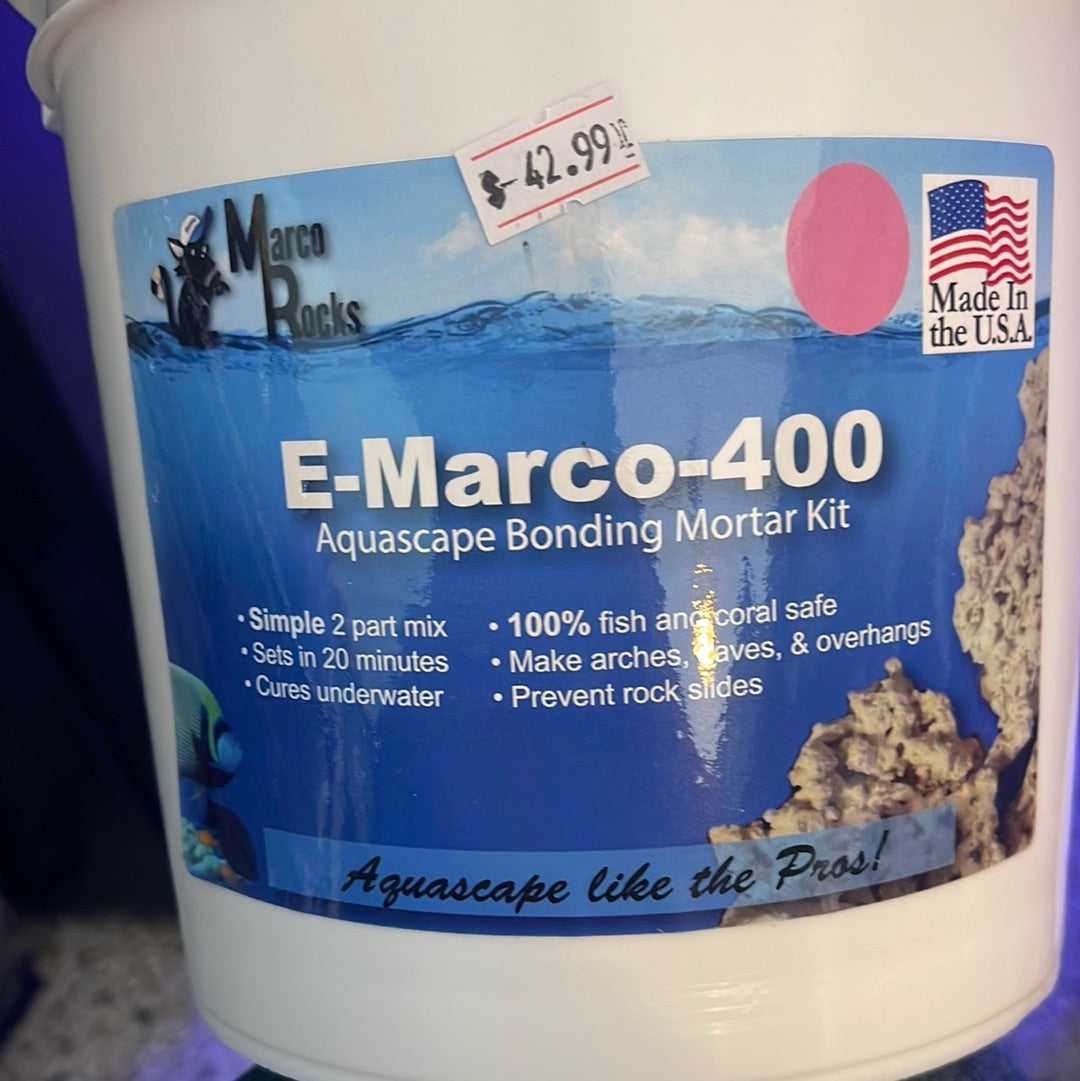 $-42.99
Marco
Rocks
Made In
the U.S.A.
E-Marco-400
Aquascape Bonding Mortar Kit
• Simple 2 part mix
• Sets in 20 minutes
• Cures underwater
• 100% fish and coral safe
• Make arches, caves, & overhangs
• Prevent rock slides
Aquascape like the Pros!